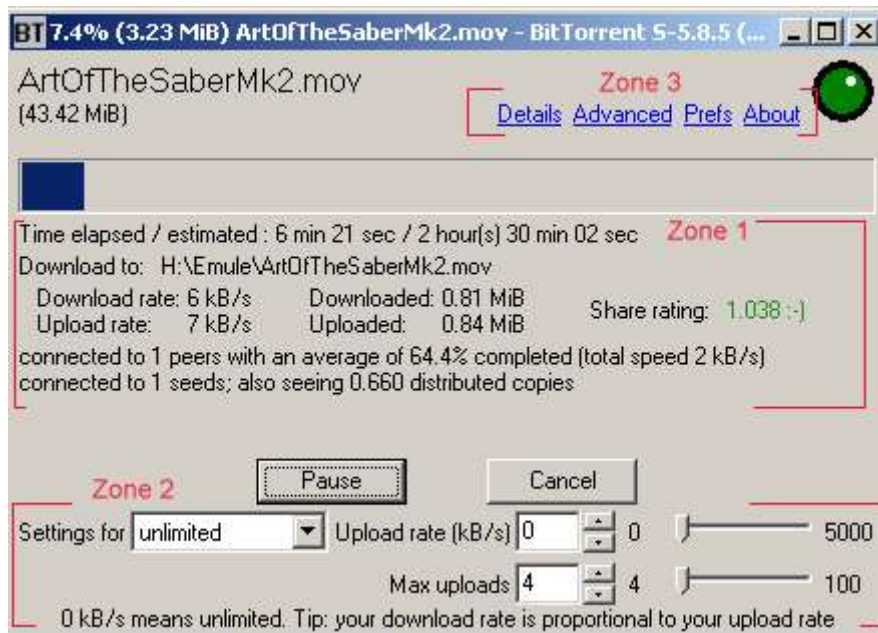 BT 7.4% (3.23 MiB) ArtOfTheSaberMk2.mov - BitTorrent S-5.8.5 (...
ArtOfTheSaberMk2.mov
(43.42 MiB)
Zone 3
Details Advanced Prefs About
Time elapsed / estimated : 6 min 21 sec / 2 hour(s) 30 min 02 sec Zone 1
Download to: H:\Emule\ArtOfTheSaberMk2.mov
Download rate: 6 kB/s Downloaded: 0.81 MiB
Upload rate: 7 kB/s Uploaded: 0.84 MiB
Share rating: 1.038 :-)
connected to 1 peers with an average of 64.4% completed (total speed 2 kB/s)
connected to 1 seeds; also seeing 0.660 distributed copies
Pause Cancel
Zone 2
Settings for unlimited Upload rate (kB/s) 0 0 5000
Max uploads 4 4 100
0 kB/s means unlimited. Tip: your download rate is proportional to your upload rate